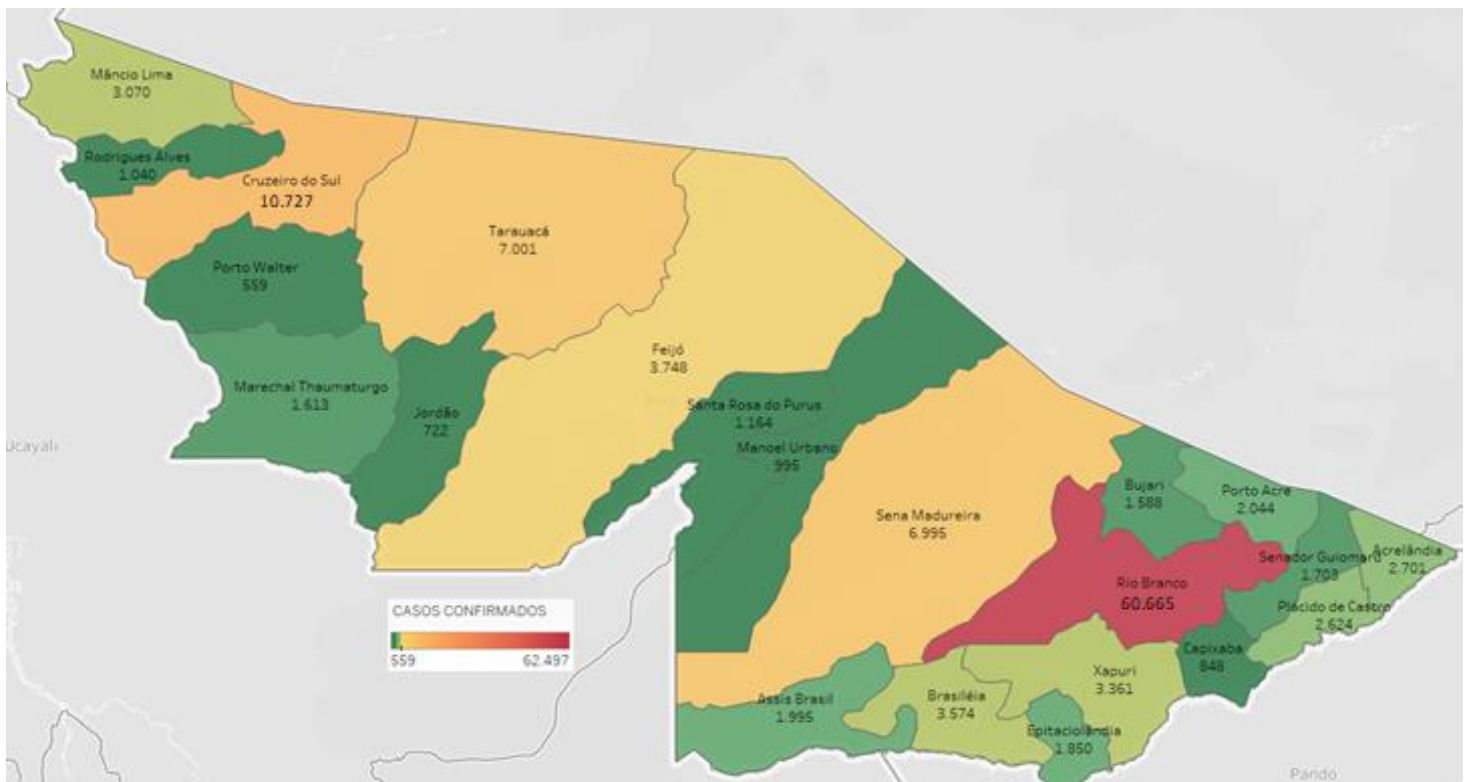 Mâncio Lima
3.070
Rodrigues Alves
1.040
Cruzeiro do Sul
10.727
Tarauacá
7.001
Porto Walter
559
Feijó
3.748
Marechal Thaumaturgo
1.613
Jordão
722
Santa Rosa do Purus
1.164
Manoel Urbano
995
Ucayali
Sena Madureira
6.995
Bujari
1.588
Porto Acre
2.044
Senador Guiomard
1.703
Acrelândia
2.701
Rio Branco
60.665
Plácido de Castro
2.624
CASOS CONFIRMADOS
559
62.497
Capixaba
848
Xapuri
3.361
Assis Brasil
1.995
Brasiléia
3.574
Epitaciolândia
1.850
Pando